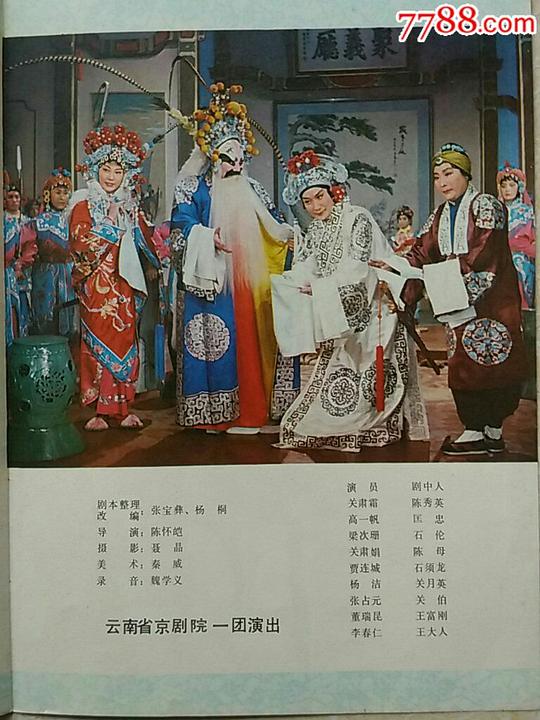 7788.com
聚義廳
剧本整理
改　编：张宝彝、杨　桐
导　演：陈怀皑
摄　影：聂　晶
美　术：秦　威
录　音：魏学义
云南省京剧院一团演出
演　员　剧中人
关肃霜　陈秀英
高一帆　匡　忠
梁次珊　石　伦
关肃娟　陈　母
贾连城　石须龙
杨　洁　关月英
张占元　关　伯
董瑞昆　王富刚
李春仁　王大人